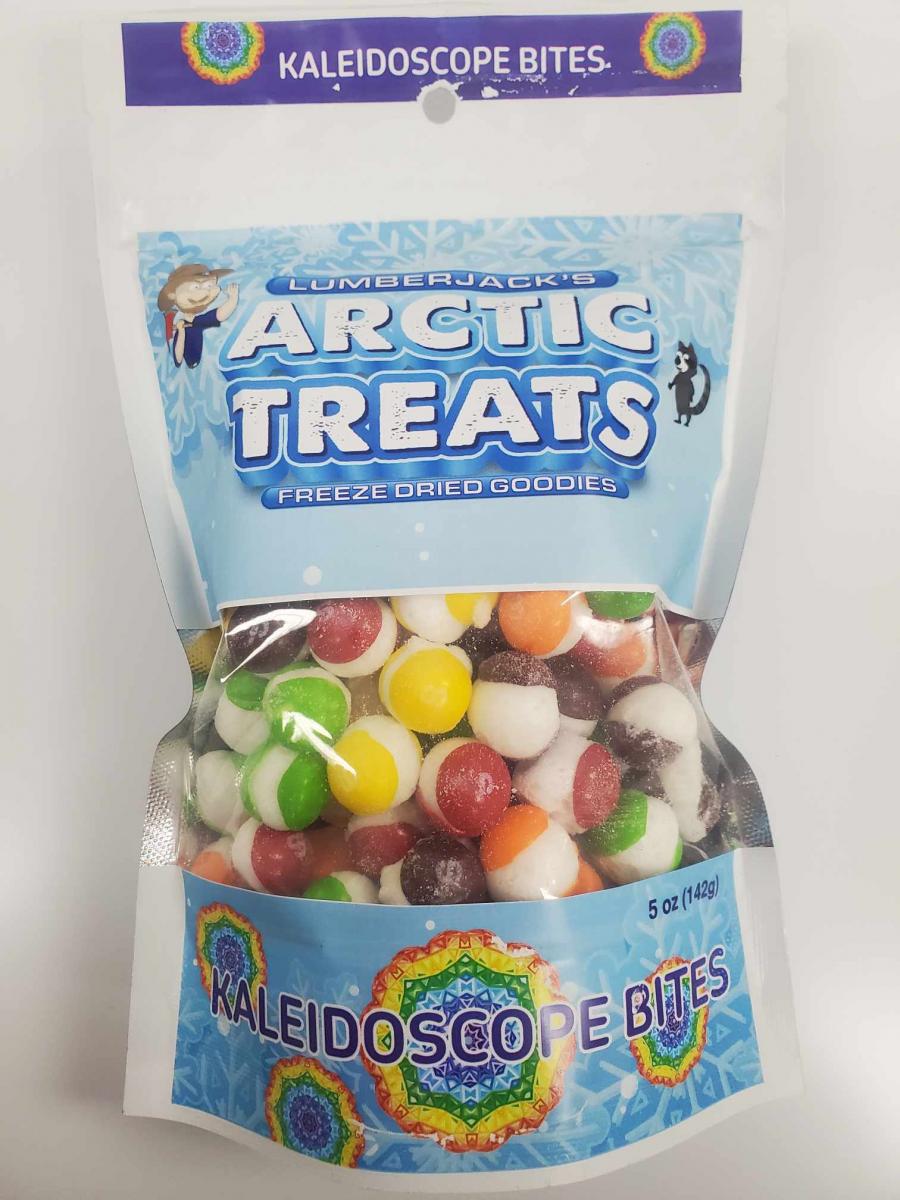 KALEIDOSCOPE BITES
LUMBERJACK'S
ARCTIC
TREATS
FREEZE DRIED GOODIES
5 oz (142g)
KALEIDOSCOPE BITES